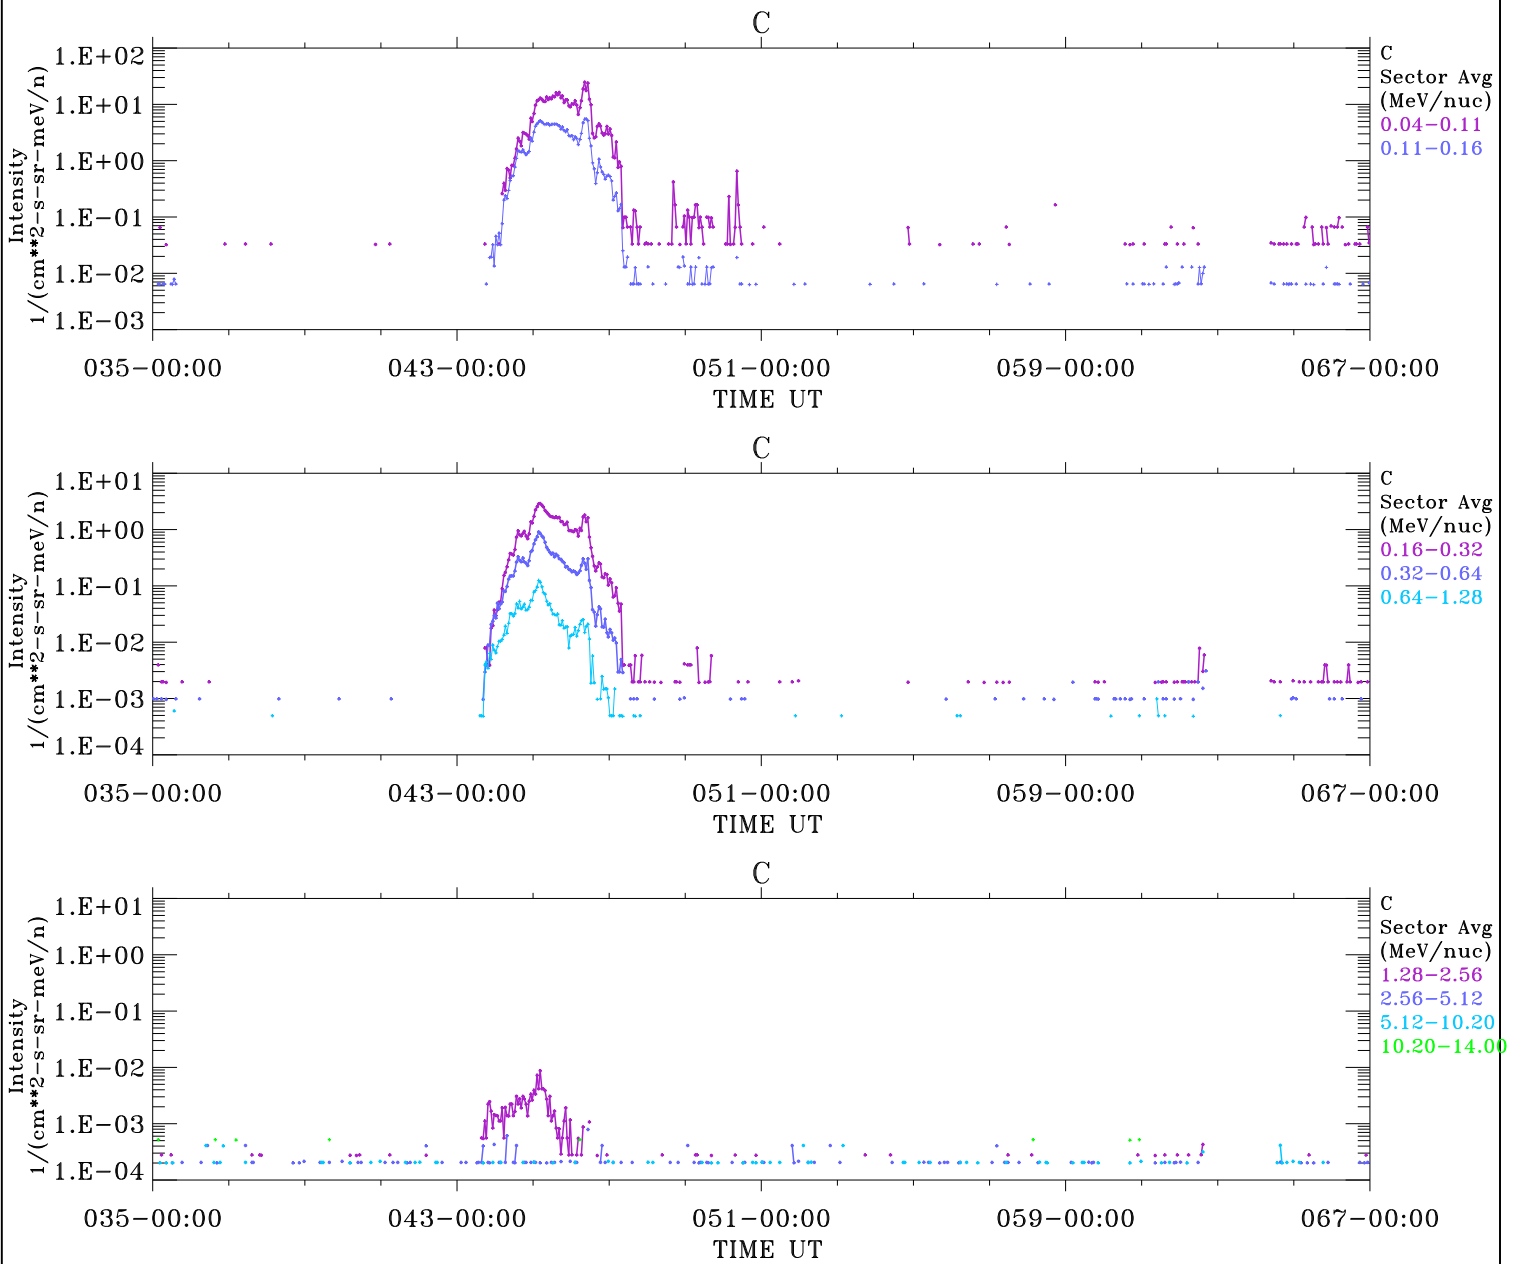 C
1.E+02
1.E+01
1.E+00
1.E-01
1.E-02
1.E-03
Intensity
1/(cm**2-s-sr-meV/n)
035-00:00 043-00:00 051-00:00 059-00:00 067-00:00
TIME UT
C
Sector Avg
(MeV/nuc)
0.04-0.11
0.11-0.16
C
1.E+01
1.E+00
1.E-01
1.E-02
1.E-03
1.E-04
Intensity
1/(cm**2-s-sr-meV/n)
035-00:00 043-00:00 051-00:00 059-00:00 067-00:00
TIME UT
C
Sector Avg
(MeV/nuc)
0.16-0.32
0.32-0.64
0.64-1.28
C
1.E+01
1.E+00
1.E-01
1.E-02
1.E-03
1.E-04
Intensity
1/(cm**2-s-sr-meV/n)
035-00:00 043-00:00 051-00:00 059-00:00 067-00:00
TIME UT
C
Sector Avg
(MeV/nuc)
1.28-2.56
2.56-5.12
5.12-10.20
10.20-14.00